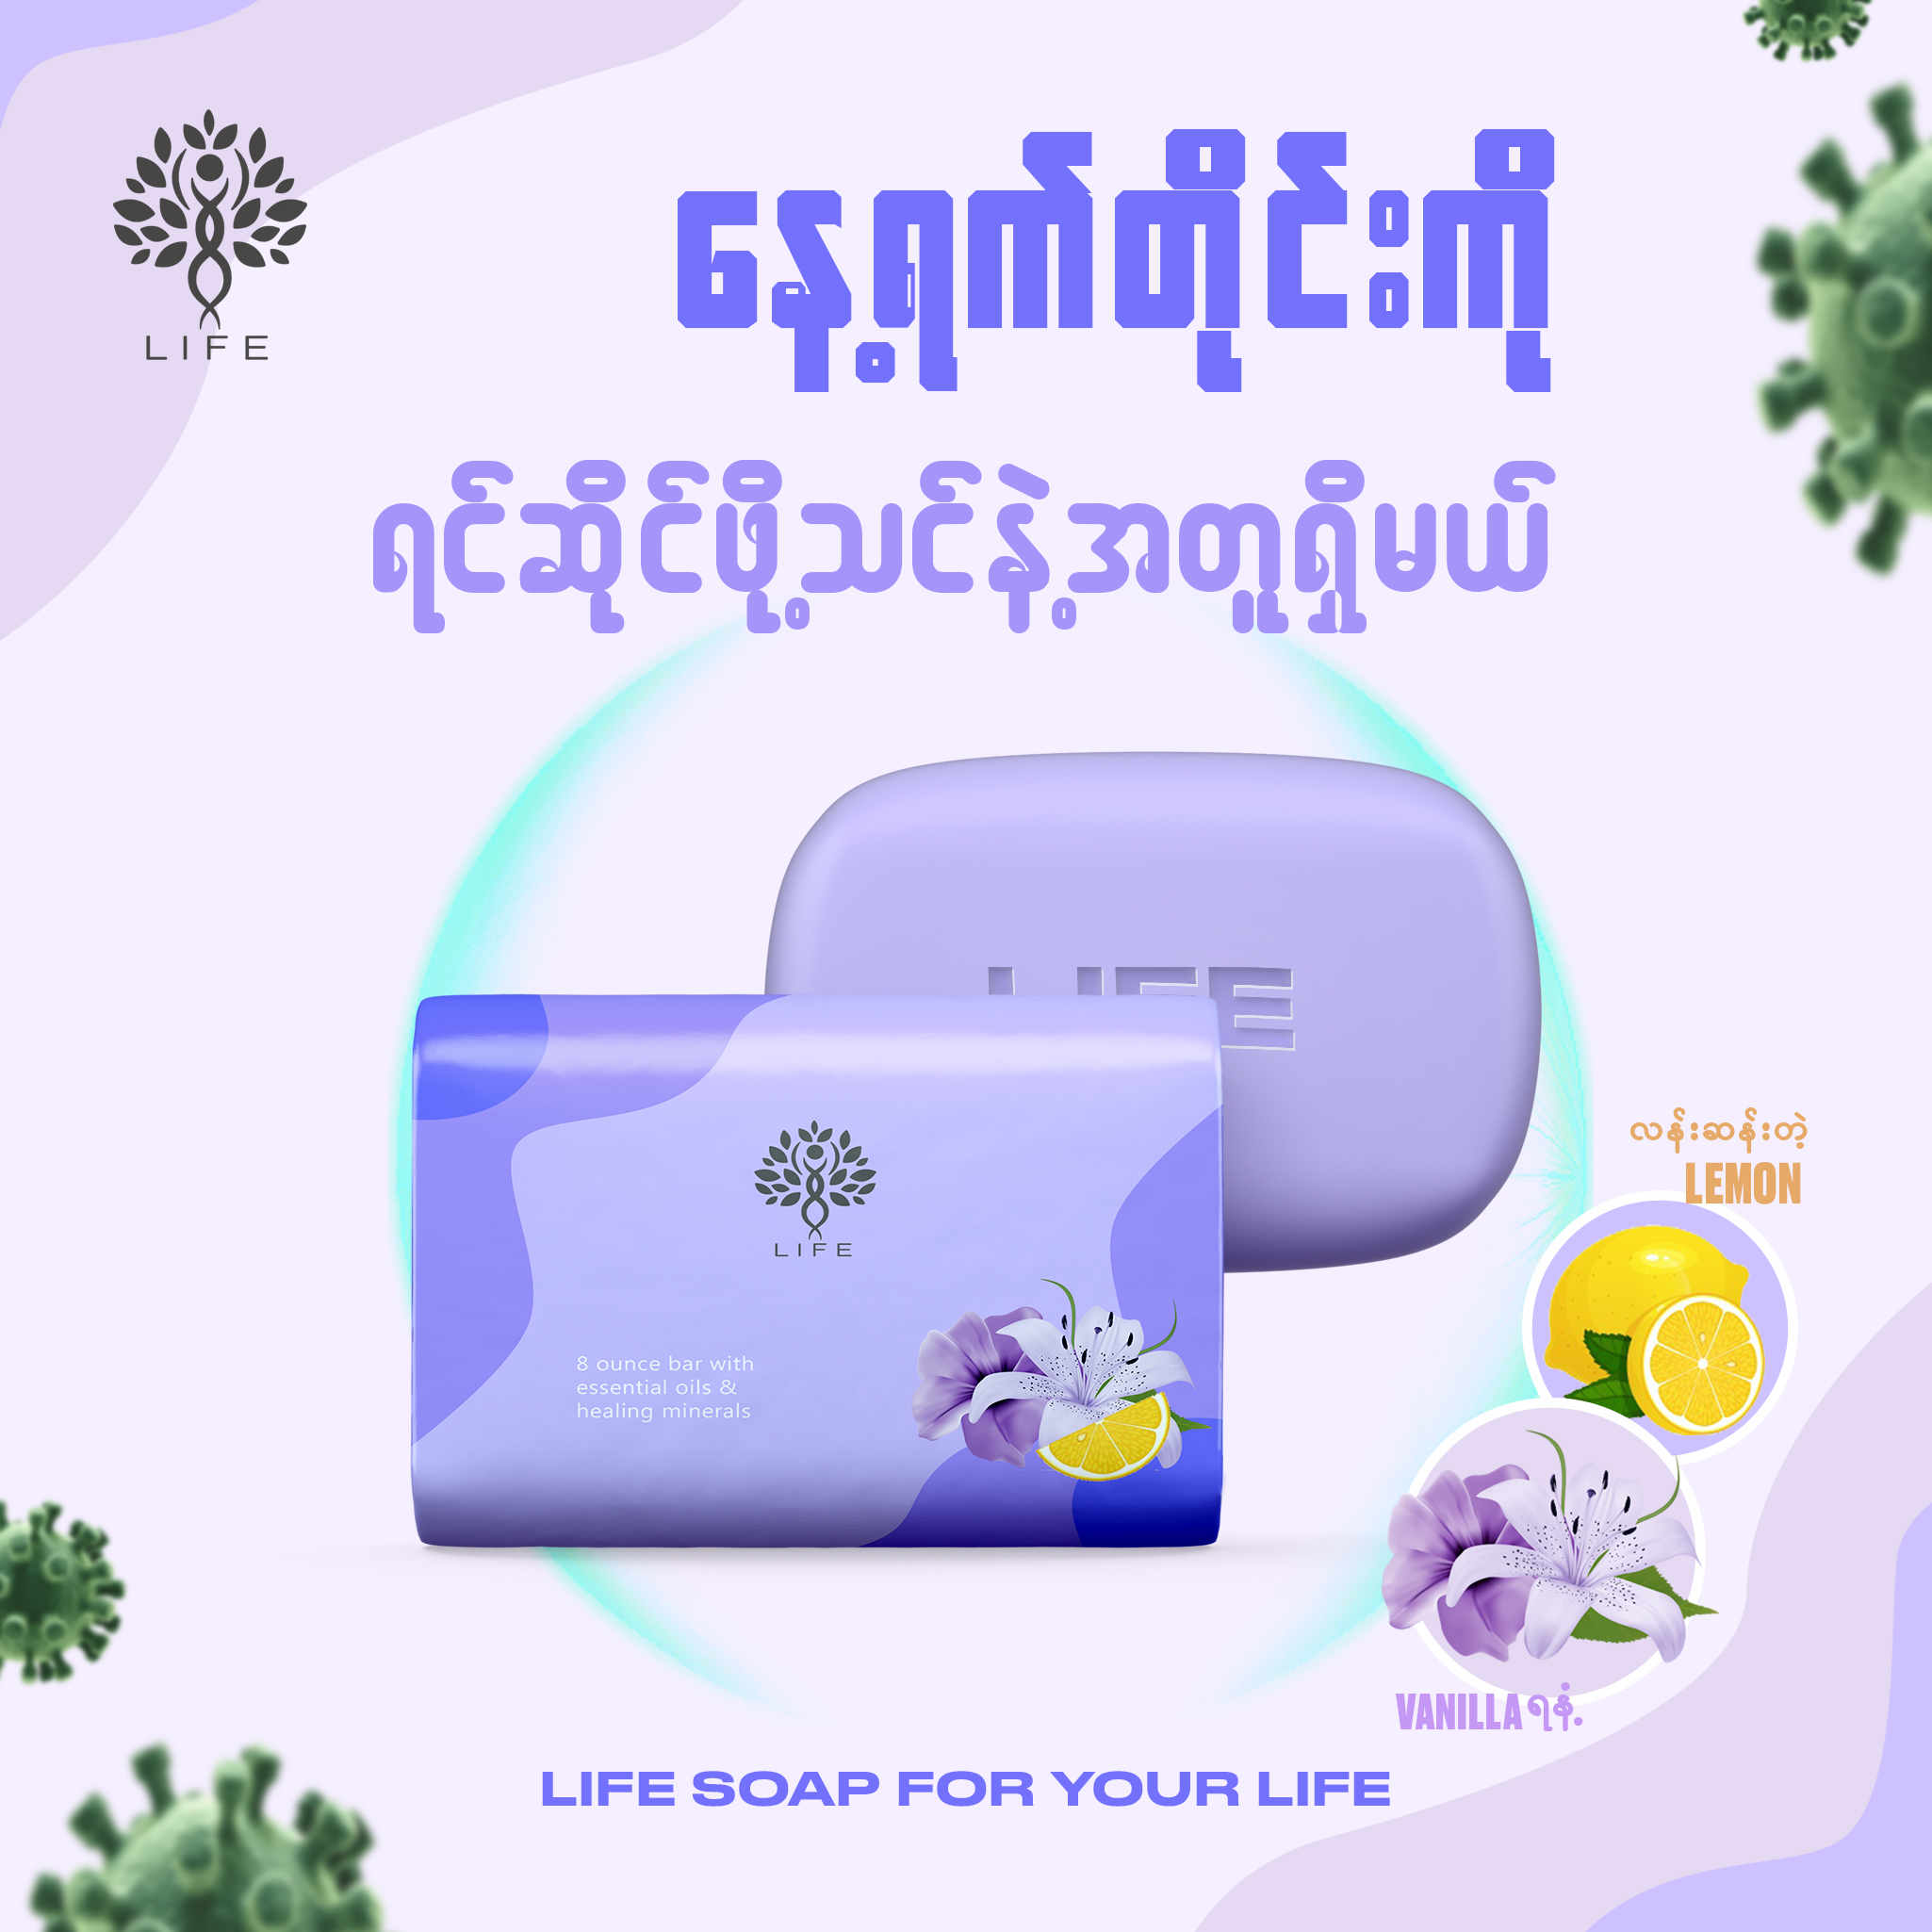 LIFE
နေ့ရက်တိုင်းကို
ရင်ဆိုင်ဖို့သင်နဲ့အတူရှိမယ်
LIFE
LIFE
8 ounce bar with
essential oils &
healing minerals
လန်းဆန်းတဲ့
LEMON
VANILLA ရနံ့
LIFE SOAP FOR YOUR LIFE